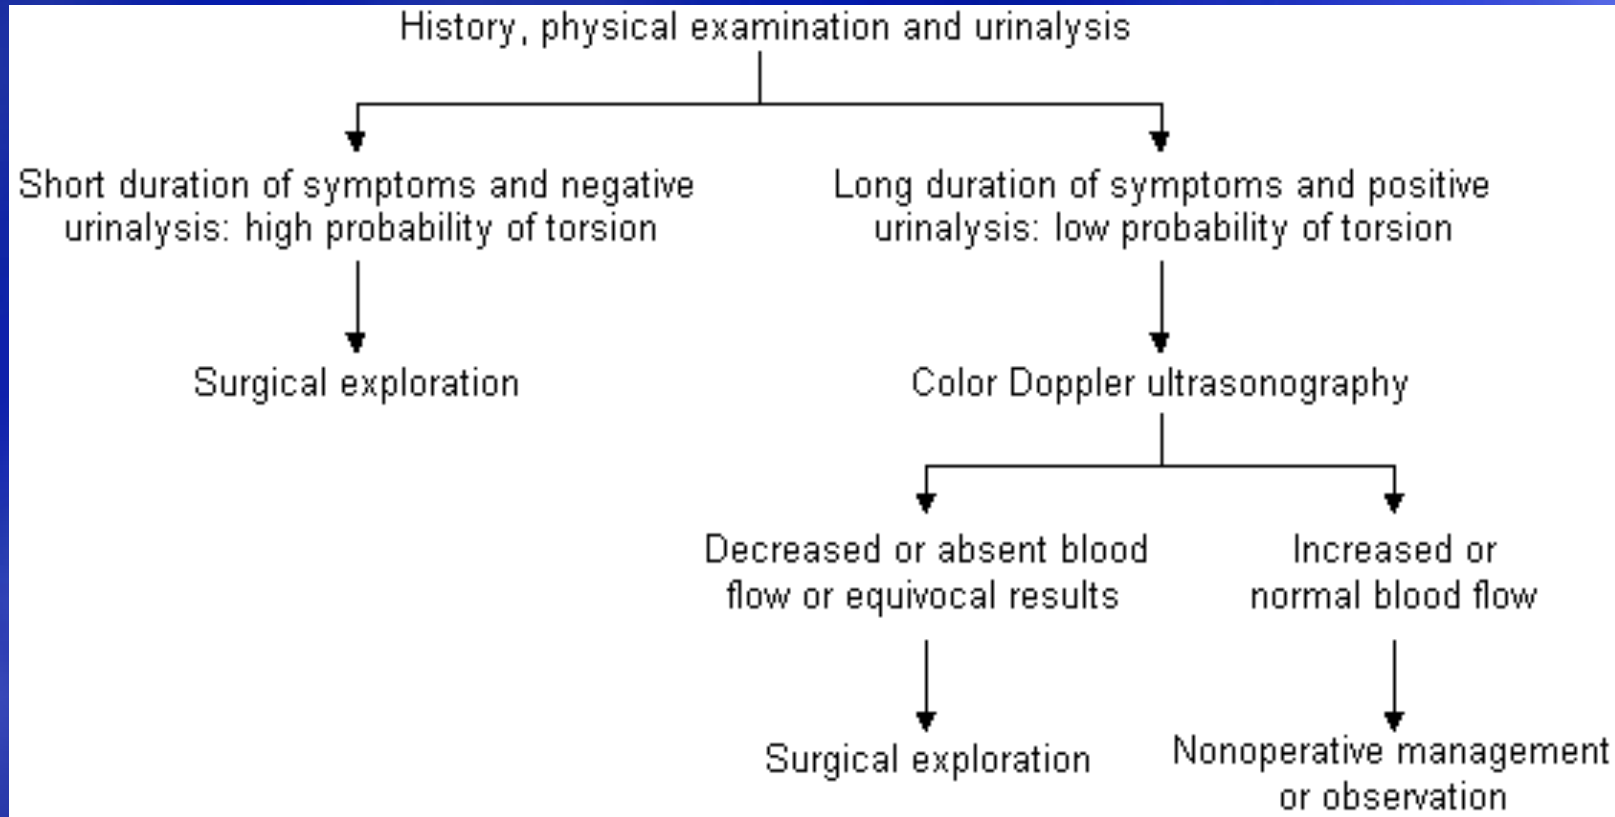 History, physical examination and urinalysis
Short duration of symptoms and negative
urinalysis: high probability of torsion
Long duration of symptoms and positive
urinalysis: low probability of torsion
Surgical exploration
Color Doppler ultrasonography
Decreased or absent blood
flow or equivocal results
Increased or
normal blood flow
Surgical exploration
Nonoperative management
or observation